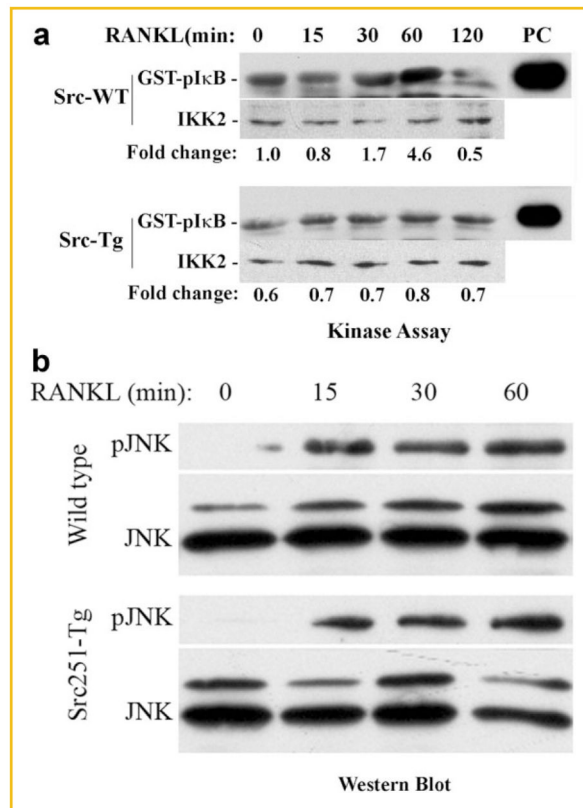 a
RANKL(min: 0 15 30 60 120 PC
Src-WT
GST-pIκB -
IKK2 -
Fold change: 1.0 0.8 1.7 4.6 0.5
Src-Tg
GST-pIκB -
IKK2 -
Fold change: 0.6 0.7 0.7 0.8 0.7
Kinase Assay
b
RANKL (min): 0 15 30 60
Wild type
pJNK
JNK
Src251-Tg
pJNK
JNK
Western Blot